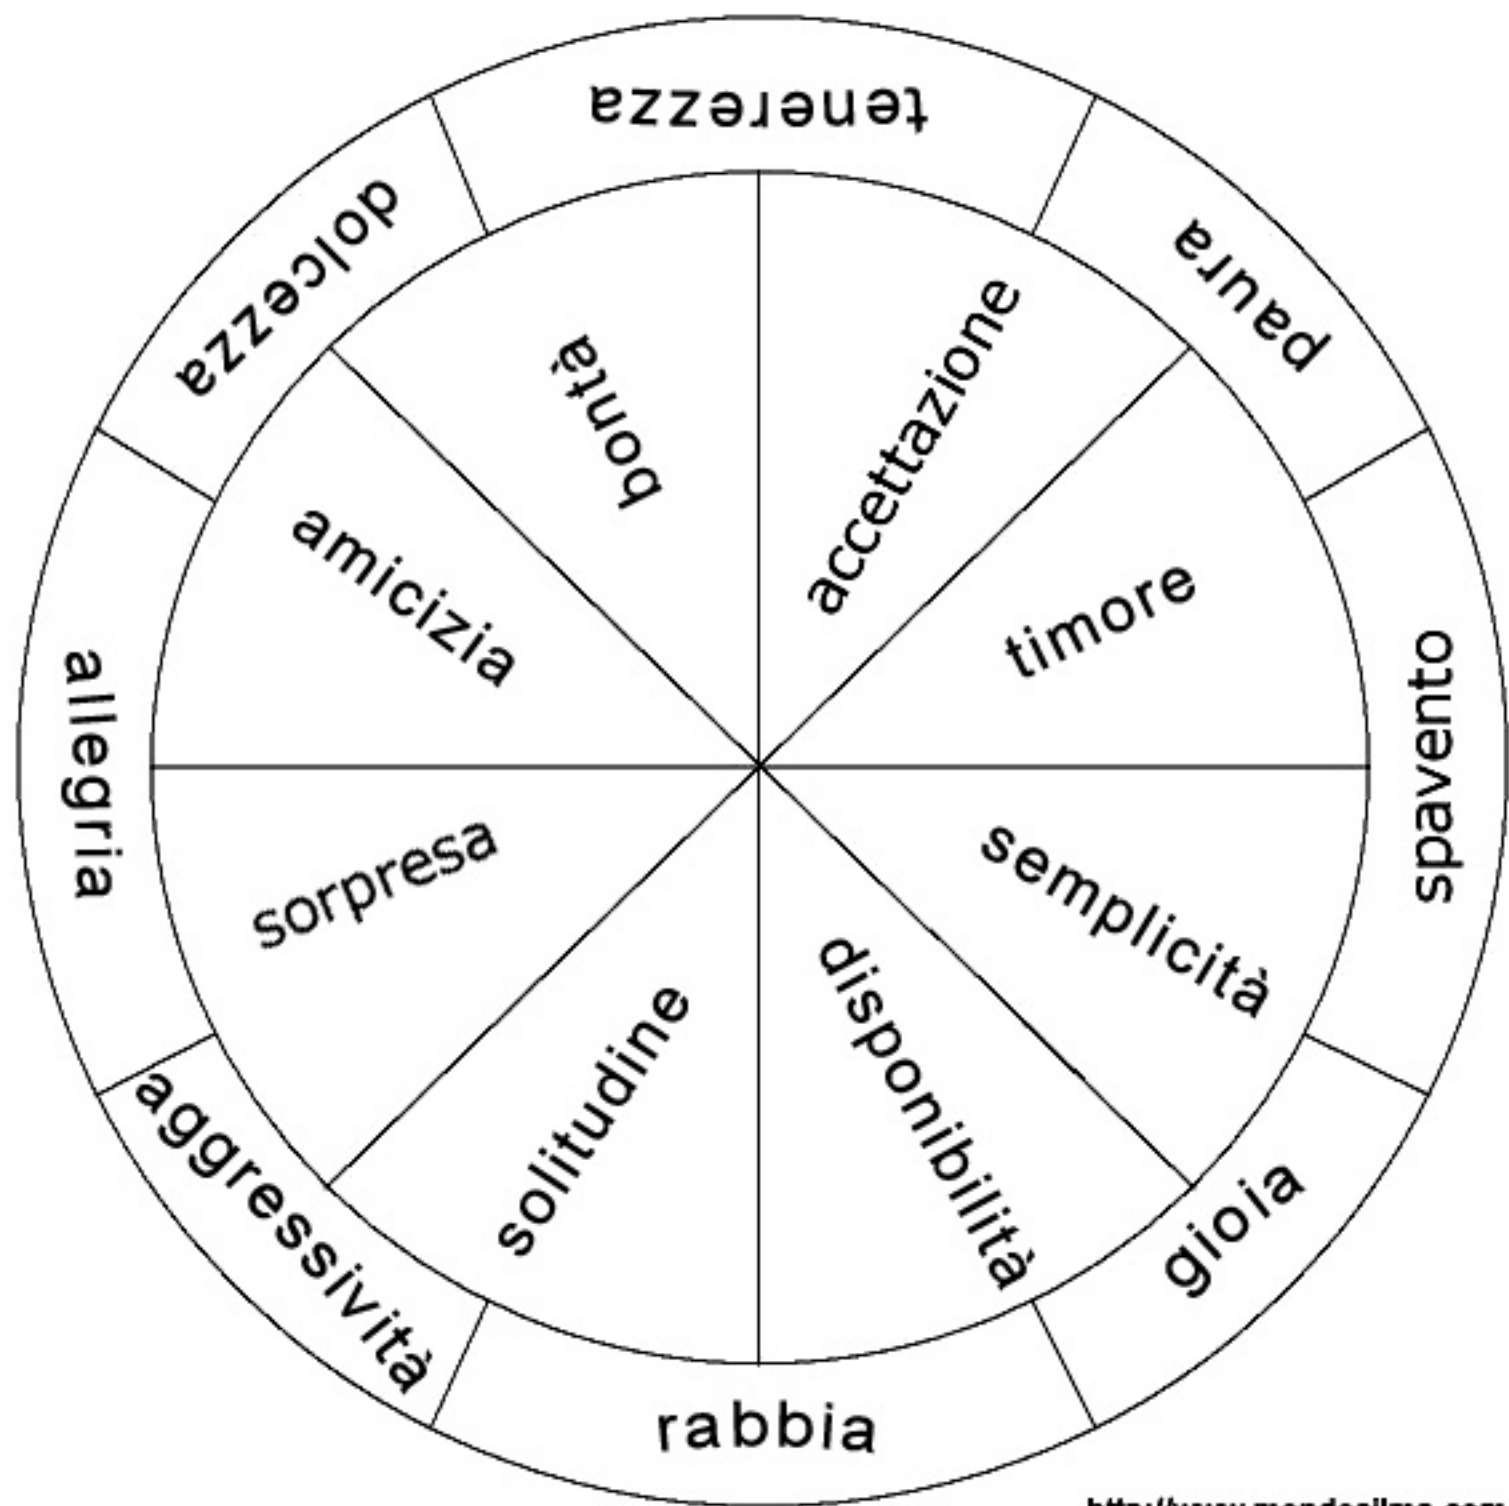 tenerezza
paura
spavento
gioia
rabbia
aggressività
allegria
dolcezza
bontà
accettazione
timore
semplicità
disponibilità
solitudine
sorpresa
amicizia